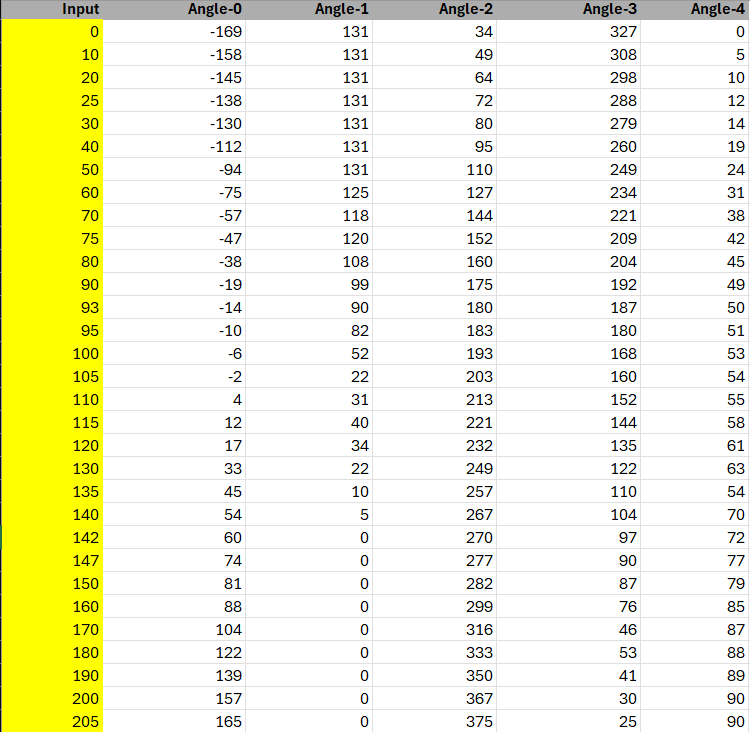 Input Angle-0 Angle-1 Angle-2 Angle-3 Angle-4
0 -169 131 34 327 0
10 -158 131 49 308 5
20 -145 131 64 298 10
25 -138 131 72 288 12
30 -130 131 80 279 14
40 -112 131 95 260 19
50 -94 131 110 249 24
60 -75 125 127 234 31
70 -57 118 144 221 38
75 -47 120 152 209 42
80 -38 108 160 204 45
90 -19 99 175 192 49
93 -14 90 180 187 50
95 -10 82 183 180 51
100 -6 52 193 168 53
105 -2 22 203 160 54
110 4 31 213 152 55
115 12 40 221 144 58
120 17 34 232 135 61
130 33 22 249 122 63
135 45 10 257 110 54
140 54 5 267 104 70
142 60 0 270 97 72
147 74 0 277 90 77
150 81 0 282 87 79
160 88 0 299 76 85
170 104 0 316 46 87
180 122 0 333 53 88
190 139 0 350 41 89
200 157 0 367 30 90
205 165 0 375 25 90